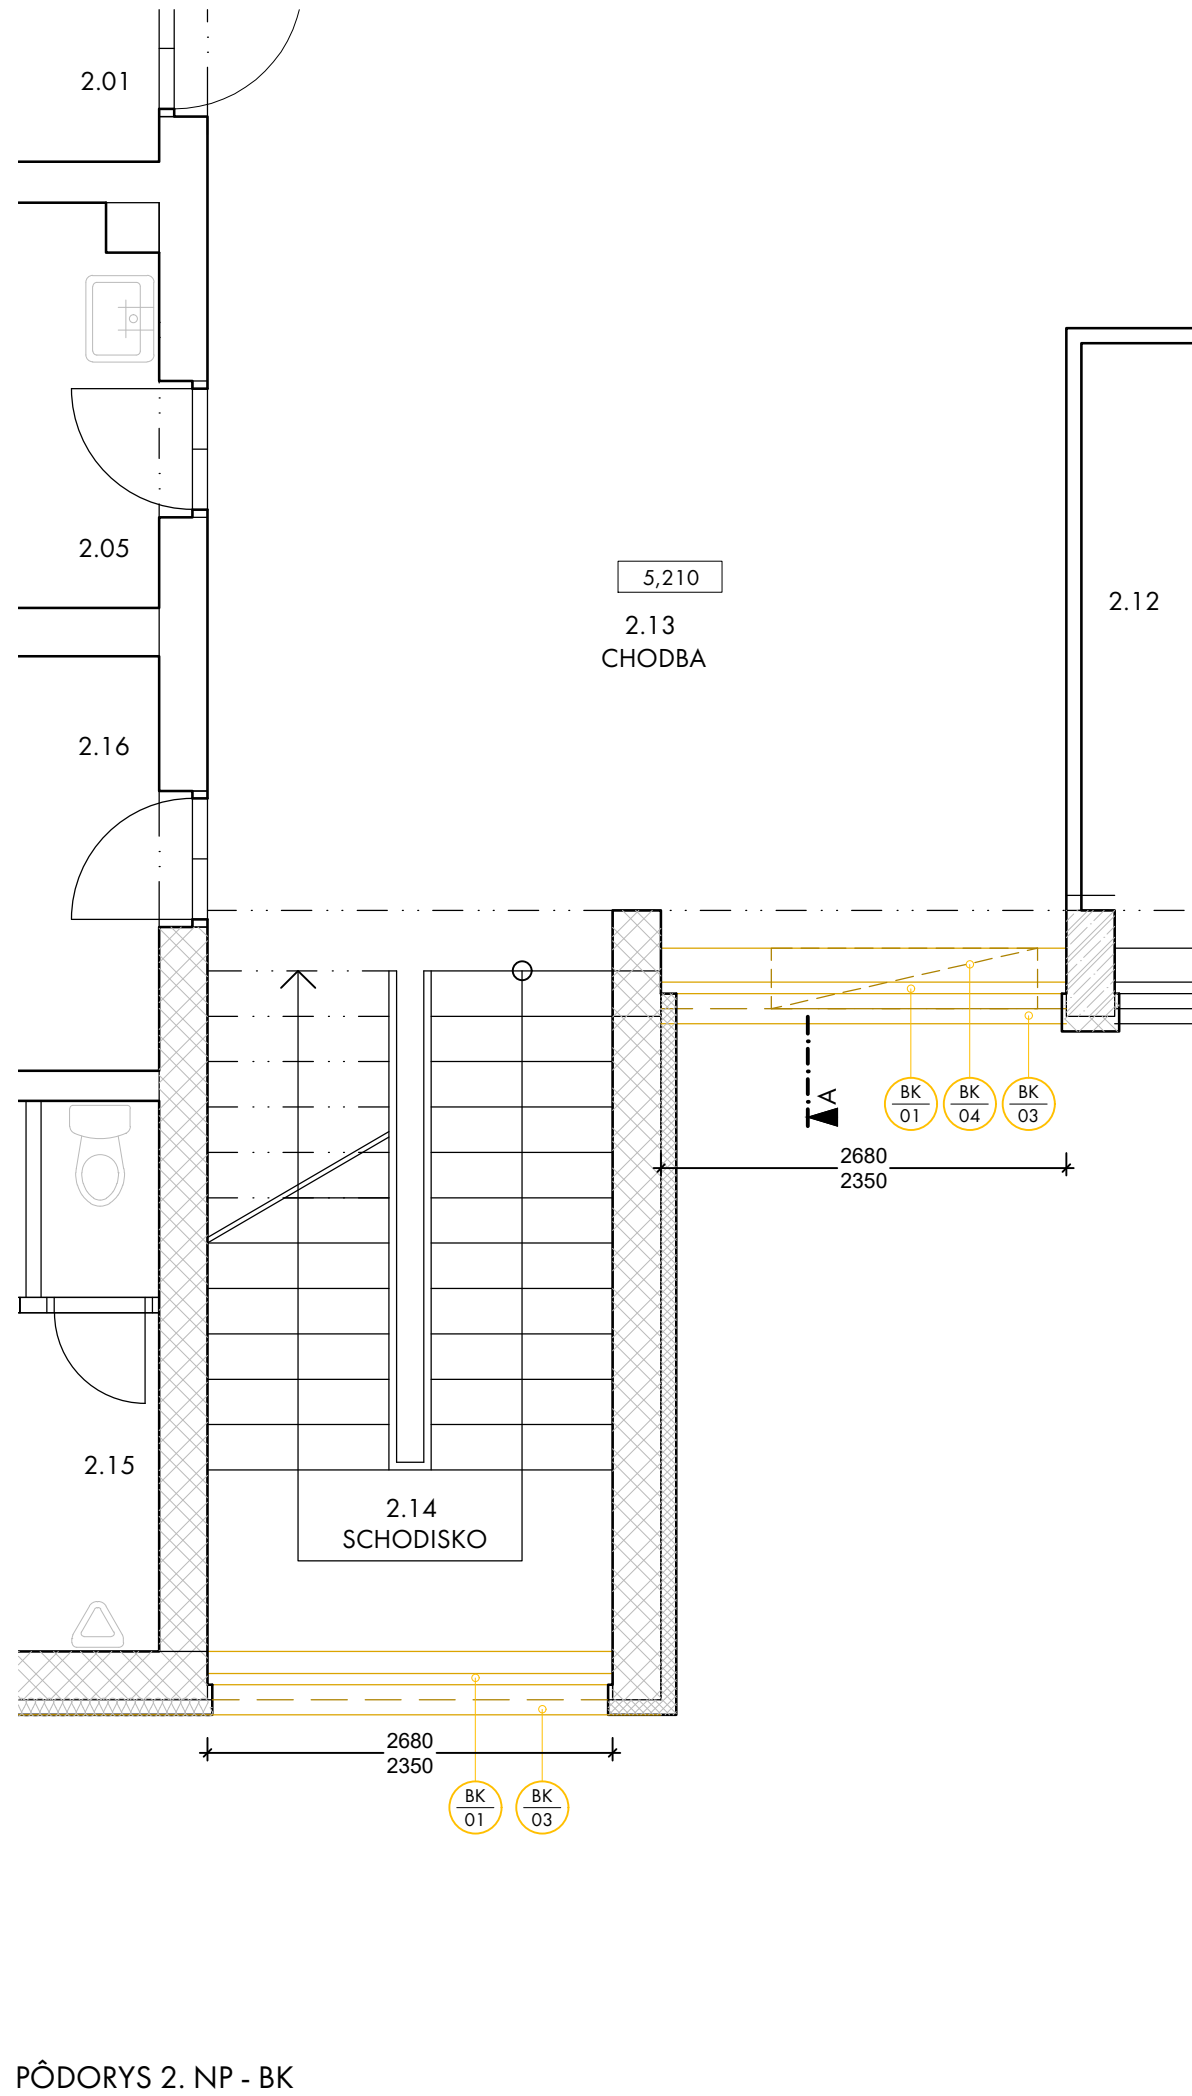 2.01
2.05
5,210
2.13
CHODBA
2.12
2.16
A
BK
01
BK
04
BK
03
2680
2350
2.15
2.14
SCHODISKO
2680
2350
BK
01
BK
03
PÔDORYS 2. NP - BK